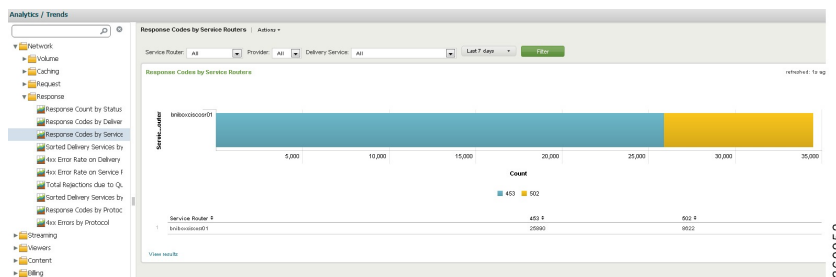 Analytics / Trends
Response Codes by Service Routers | Actions
Service Router: All Provider: All Delivery Service: All Last 7 days Filter
Network
Volume
Caching
Request
Response
Response Count by Status
Response Codes by Deliver
Response Codes by Service
Sorted Delivery Services by
4xx Error Rate on Delivery
4xx Error Rate on Service F
Total Rejections due to Qu
Sorted Delivery Services by
Response Codes by Protoc
4xx Errors by Protocol
Streaming
Viewers
Content
Billing
Response Codes by Service Routers
refreshed: 1s ag
Servic...outer
bniboxciscosr01
5,000 10,000 15,000 20,000 25,000 30,000 35,000
Count
453 502
Service Router 453 502
1 bniboxciscosr01 25890 8622
View results